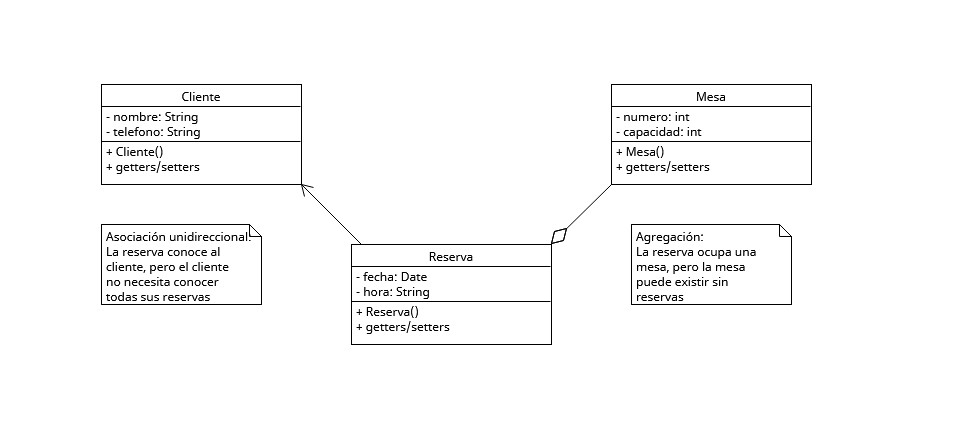 Cliente
- nombre: String
- telefono: String
+ Cliente()
+ getters/setters
Mesa
- numero: int
- capacidad: int
+ Mesa()
+ getters/setters
Asociación unidireccional:
La reserva conoce al
cliente, pero el cliente
no necesita conocer
todas sus reservas
Reserva
- fecha: Date
- hora: String
+ Reserva()
+ getters/setters
Agregación:
La reserva ocupa una
mesa, pero la mesa
puede existir sin
reservas